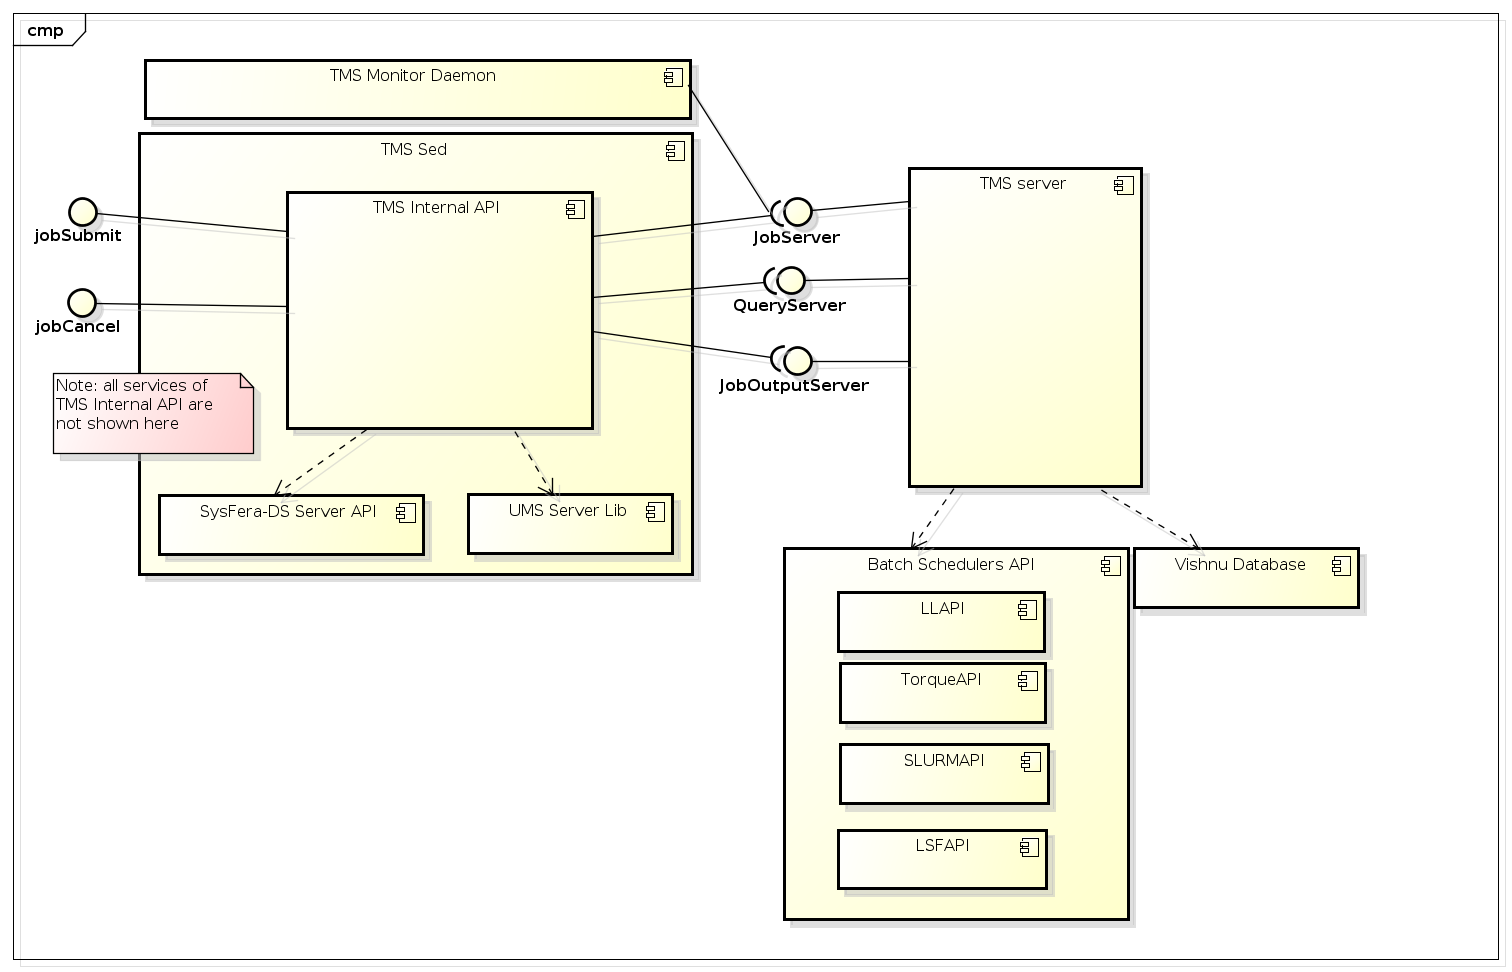 cmp
TMS Monitor Daemon
TMS Sed
TMS Internal API
jobSubmit
jobCancel
Note: all services of
TMS Internal API are
not shown here
SysFera-DS Server API
UMS Server Lib
JobServer
QueryServer
JobOutputServer
TMS server
Batch Schedulers API
LLAPI
TorqueAPI
SLURMAPI
LSFAPI
Vishnu Database